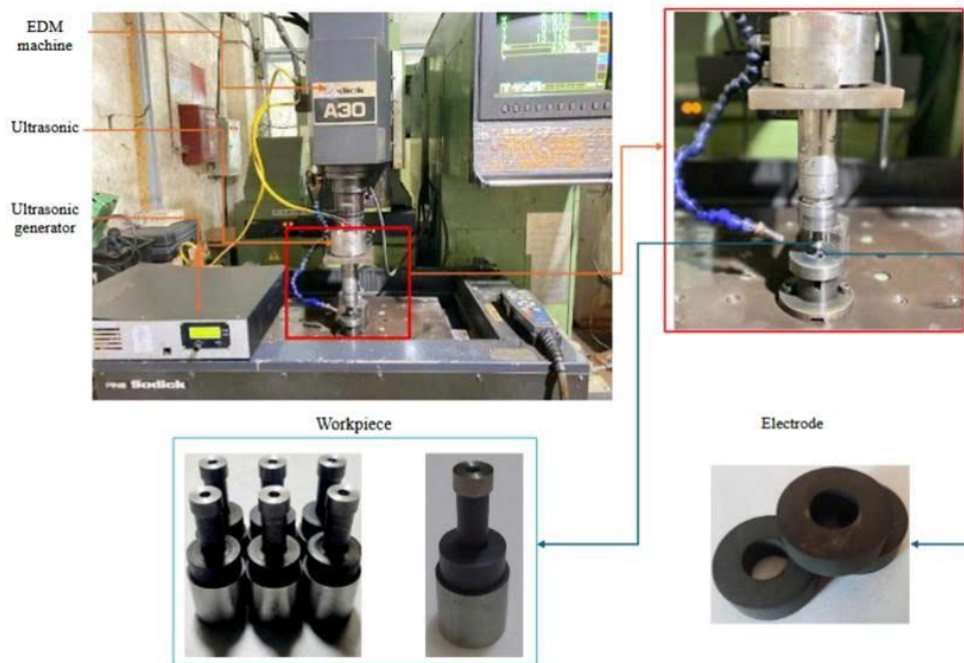 EDM
machine
Sodick
A30
Ultrasonic
Ultrasonic
generator
Sodick
Workpiece
Electrode